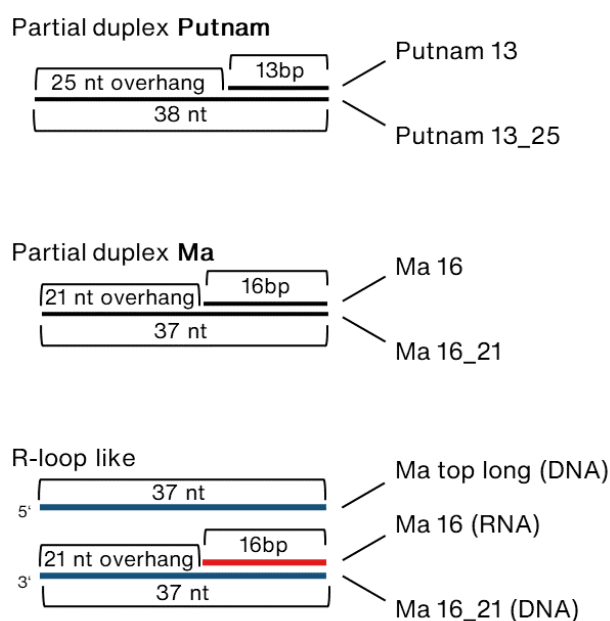 Partial duplex Putnam
Putnam 13
13bp
25 nt overhang
38 nt
Putnam 13_25
Partial duplex Ma
Ma 16
16bp
21 nt overhang
37 nt
Ma 16_21
R-loop like
Ma top long (DNA)
37 nt
5‘
Ma 16 (RNA)
16bp
21 nt overhang
3‘
37 nt
Ma 16_21 (DNA)